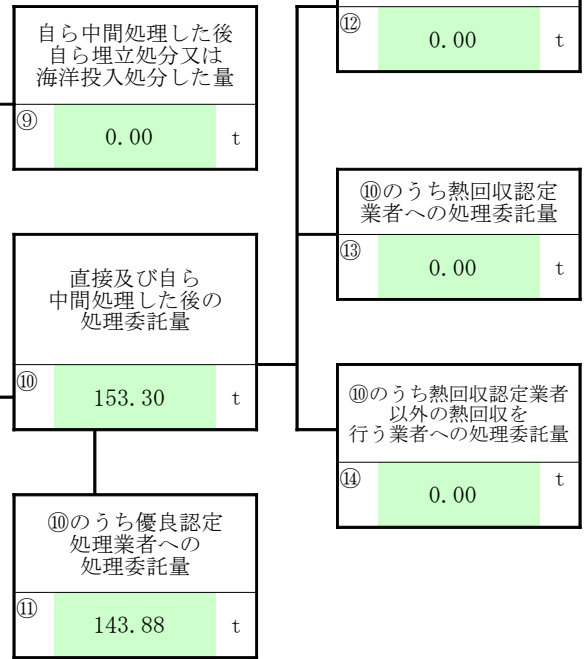 自ら中間処理した後
自ら埋立処分又は
海洋投入処分した量
⑨
0.00 t
直接及び自ら
中間処理した後の
処理委託量
⑩
153.30 t
⑩のうち優良認定
処理業者への
処理委託量
⑪
143.88 t
⑫
0.00 t
⑩のうち熱回収認定
業者への処理委託量
⑬
0.00 t
⑩のうち熱回収認定業者
以外の熱回収を
行う業者への処理委託量
⑭
0.00 t